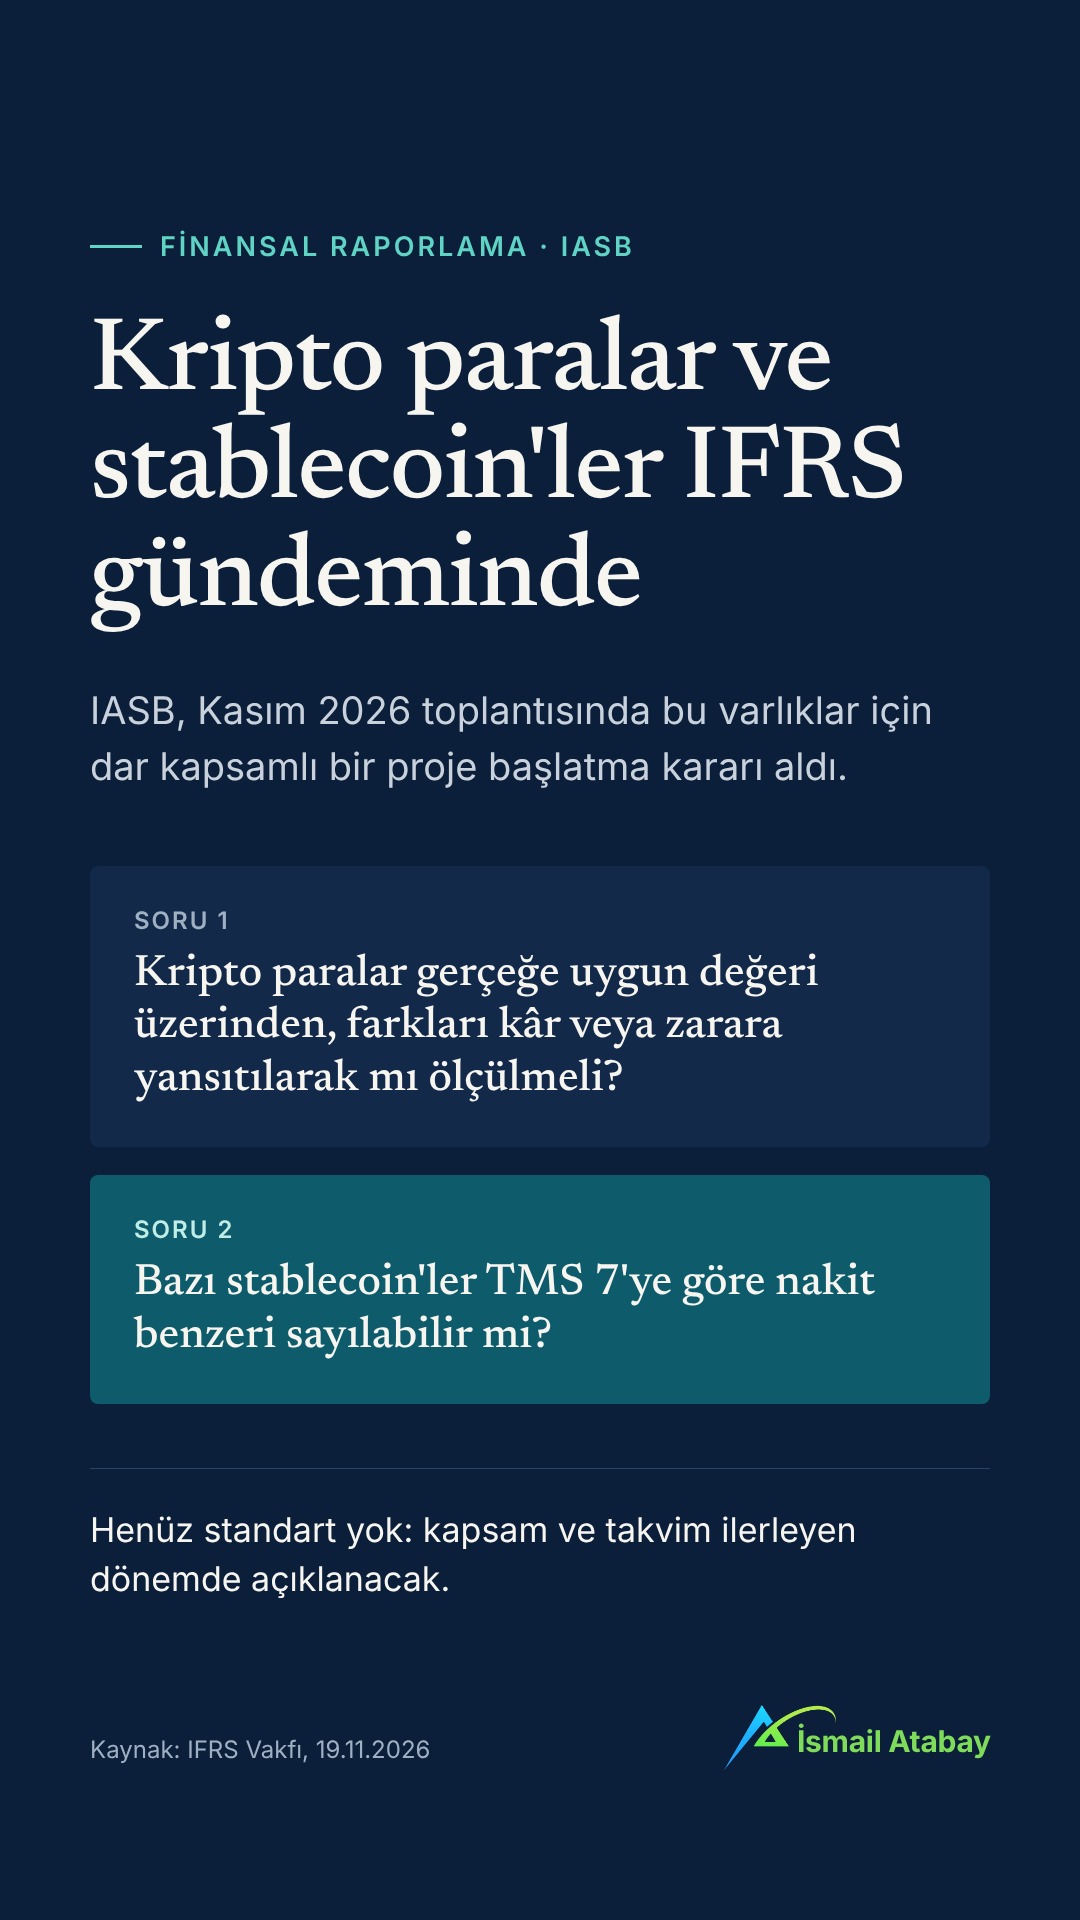 FİNANSAL RAPORLAMA · IASB
Kripto paralar ve
stablecoin'ler IFRS
gündeminde
IASB, Kasım 2026 toplantısında bu varlıklar için
dar kapsamlı bir proje başlatma kararı aldı.
SORU 1
Kripto paralar gerçeğe uygun değeri
üzerinden, farkları kâr veya zarara
yansıtılarak mı ölçülmeli?
SORU 2
Bazı stablecoin'ler TMS 7'ye göre nakit
benzeri sayılabilir mi?
Henüz standart yok: kapsam ve takvim ilerleyen
dönemde açıklanacak.
Kaynak: IFRS Vakfı, 19.11.2026
İsmail Atabay